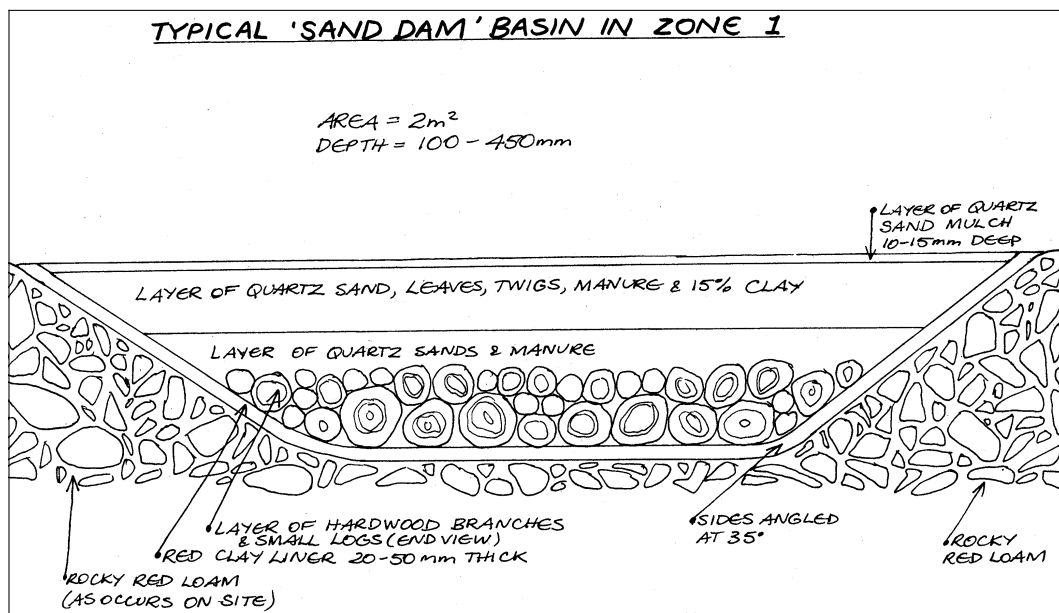 TYPICAL 'SAND DAM' BASIN IN ZONE 1
AREA = 2m²
DEPTH = 100-450mm
LAYER OF QUARTZ
SAND MULCH
10-15mm DEEP
LAYER OF QUARTZ SAND, LEAVES, TWIGS, MANURE & 15% CLAY
LAYER OF QUARTZ SANDS & MANURE
LAYER OF HARDWOOD BRANCHES
& SMALL LOGS (END VIEW)
RED CLAY LINER 20-50mm THICK
ROCKY RED LOAM
(AS OCCURS ON SITE)
SIDES ANGLED
AT 35°
ROCKY
RED LOAM